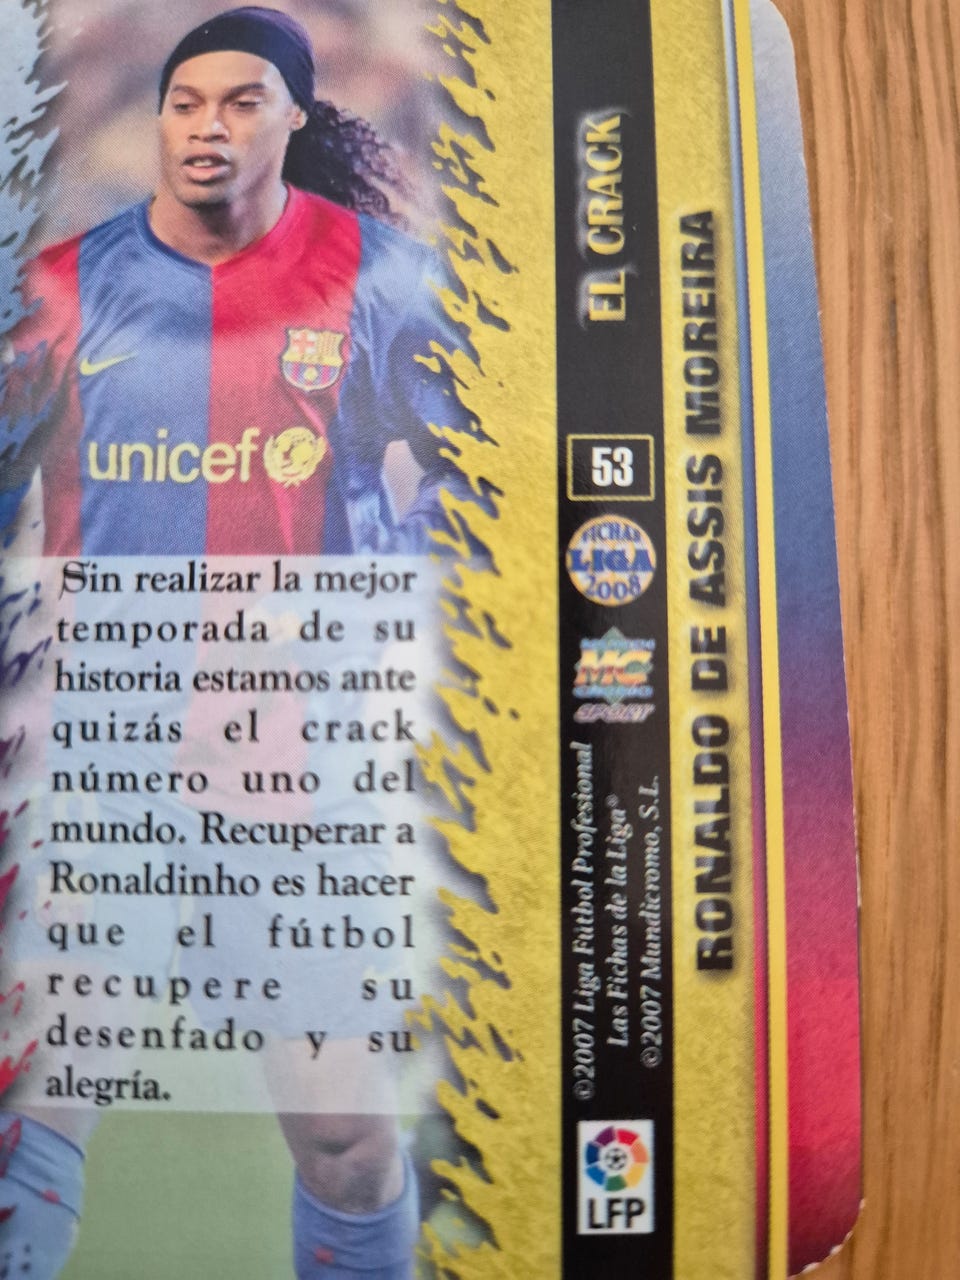 unicef
Sin realizar la mejor
temporada de su
historia estamos ante
quizás el crack
número uno del
mundo. Recuperar a
Ronaldinho es hacer
que el fútbol
recupere su
desenfado y su
alegría.
EL CRACK
53
FICHAS
LIGA
2008
MC
SPORT
©2007 Liga Fútbol Profesional
Las Fichas de la Liga®
©2007 Mundicromo, S.L.
LFP
RONALDO DE ASSIS MOREIRA